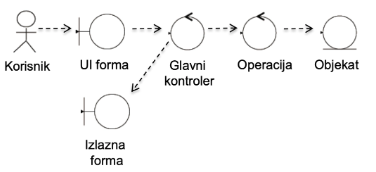 Korisnik
UI forma
Glavni
kontroler
Operacija
Objekat
Izlazna
forma